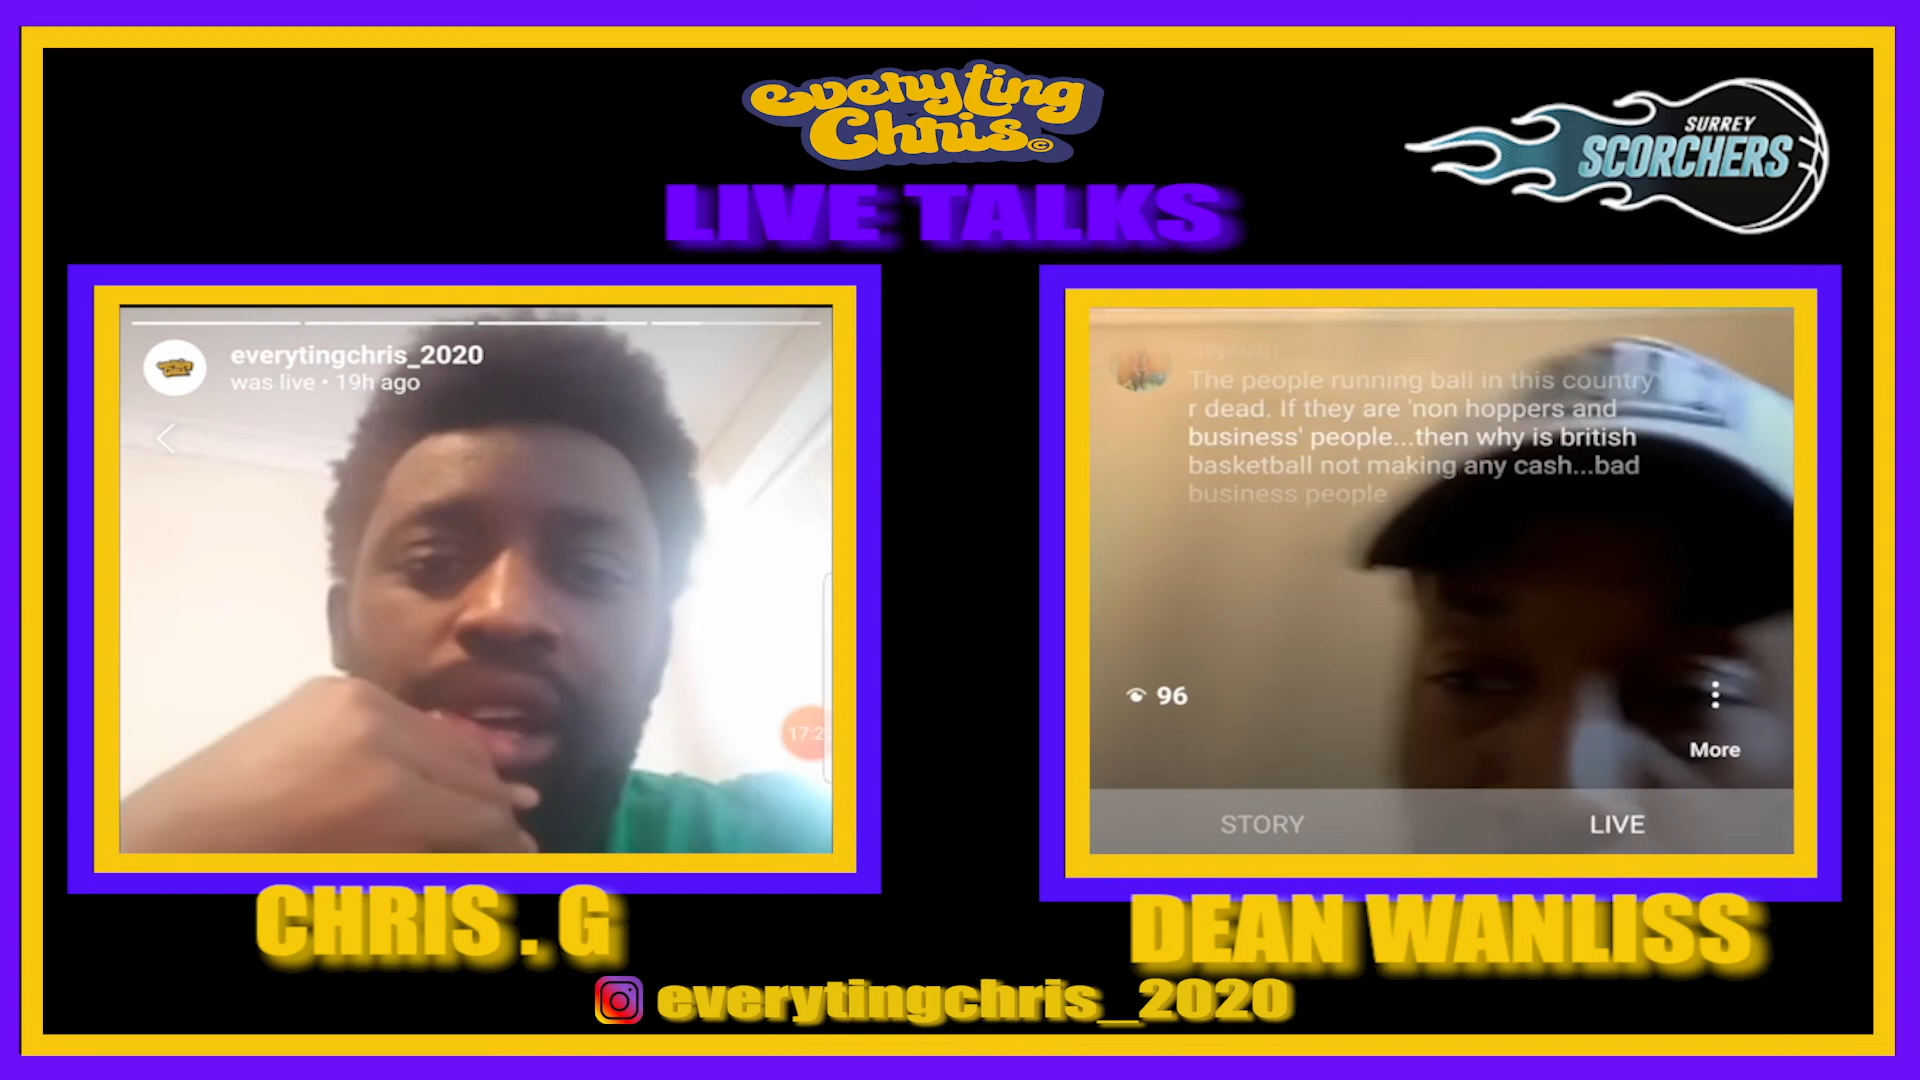 everyting
Chris ©
LIVE TALKS
SURREY
SCORCHERS
everytingchris_2020
was live • 19h ago
17:2
The people running ball in this country
r dead. If they are 'non hoppers and
business' people...then why is british
basketball not making any cash...bad
business people
96
More
STORY
LIVE
CHRIS . G
DEAN WANLISS
everytingchris_2020